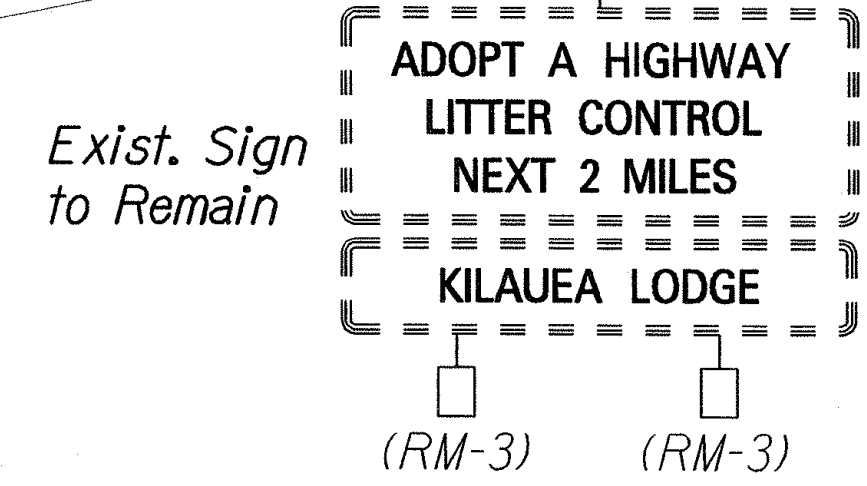 ADOPT A HIGHWAY
LITTER CONTROL
NEXT 2 MILES
Exist. Sign
to Remain
KILAUEA LODGE
(RM-3) (RM-3)